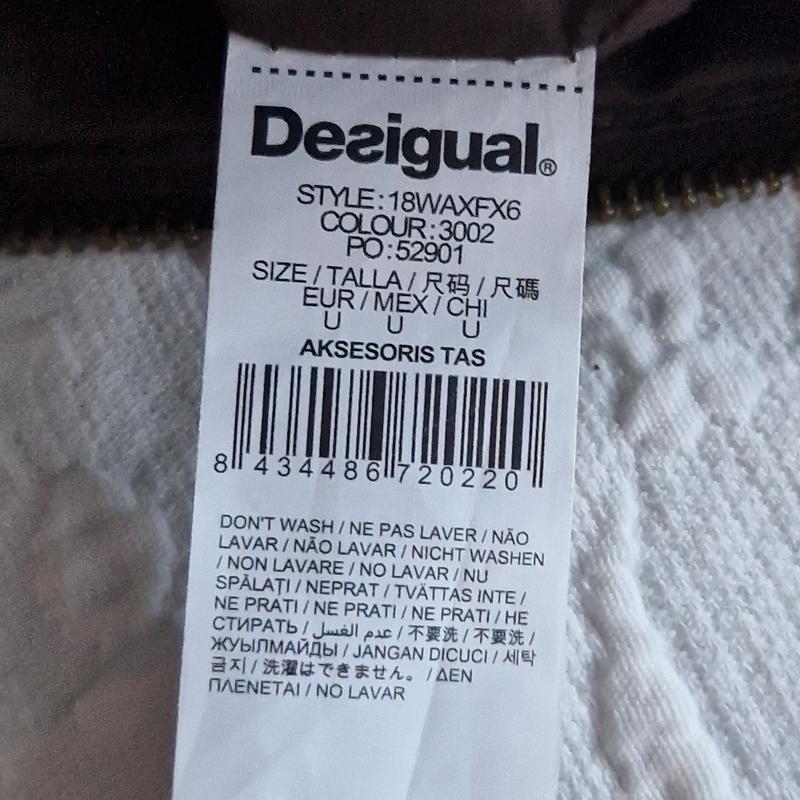 Desigual®
STYLE:18WAXFX6
COLOUR:3002
PO:52901
SIZE / TALLA / 尺码 / 尺碼
EUR / MEX / CHI
U U U
AKSESORIS TAS
8 434486 720220
DON'T WASH / NE PAS LAVER / NÃO
LAVAR / NÃO LAVAR / NICHT WASHEN
/ NON LAVARE / NO LAVAR / NU
SPĂLAȚI / NEPRAT / TVÄTTAS INTE /
NE PRATI / NE PRATI / NE PRATI / НЕ
СТИРАТЬ / عدم الغسل / 不要洗 / 不要洗 /
ЖУЫЛМАЙДЫ / JANGAN DICUCI / 세탁
금지 / 洗濯はできません。 / ΔΕΝ
ΠΛΕΝΕΤΑΙ / NO LAVAR